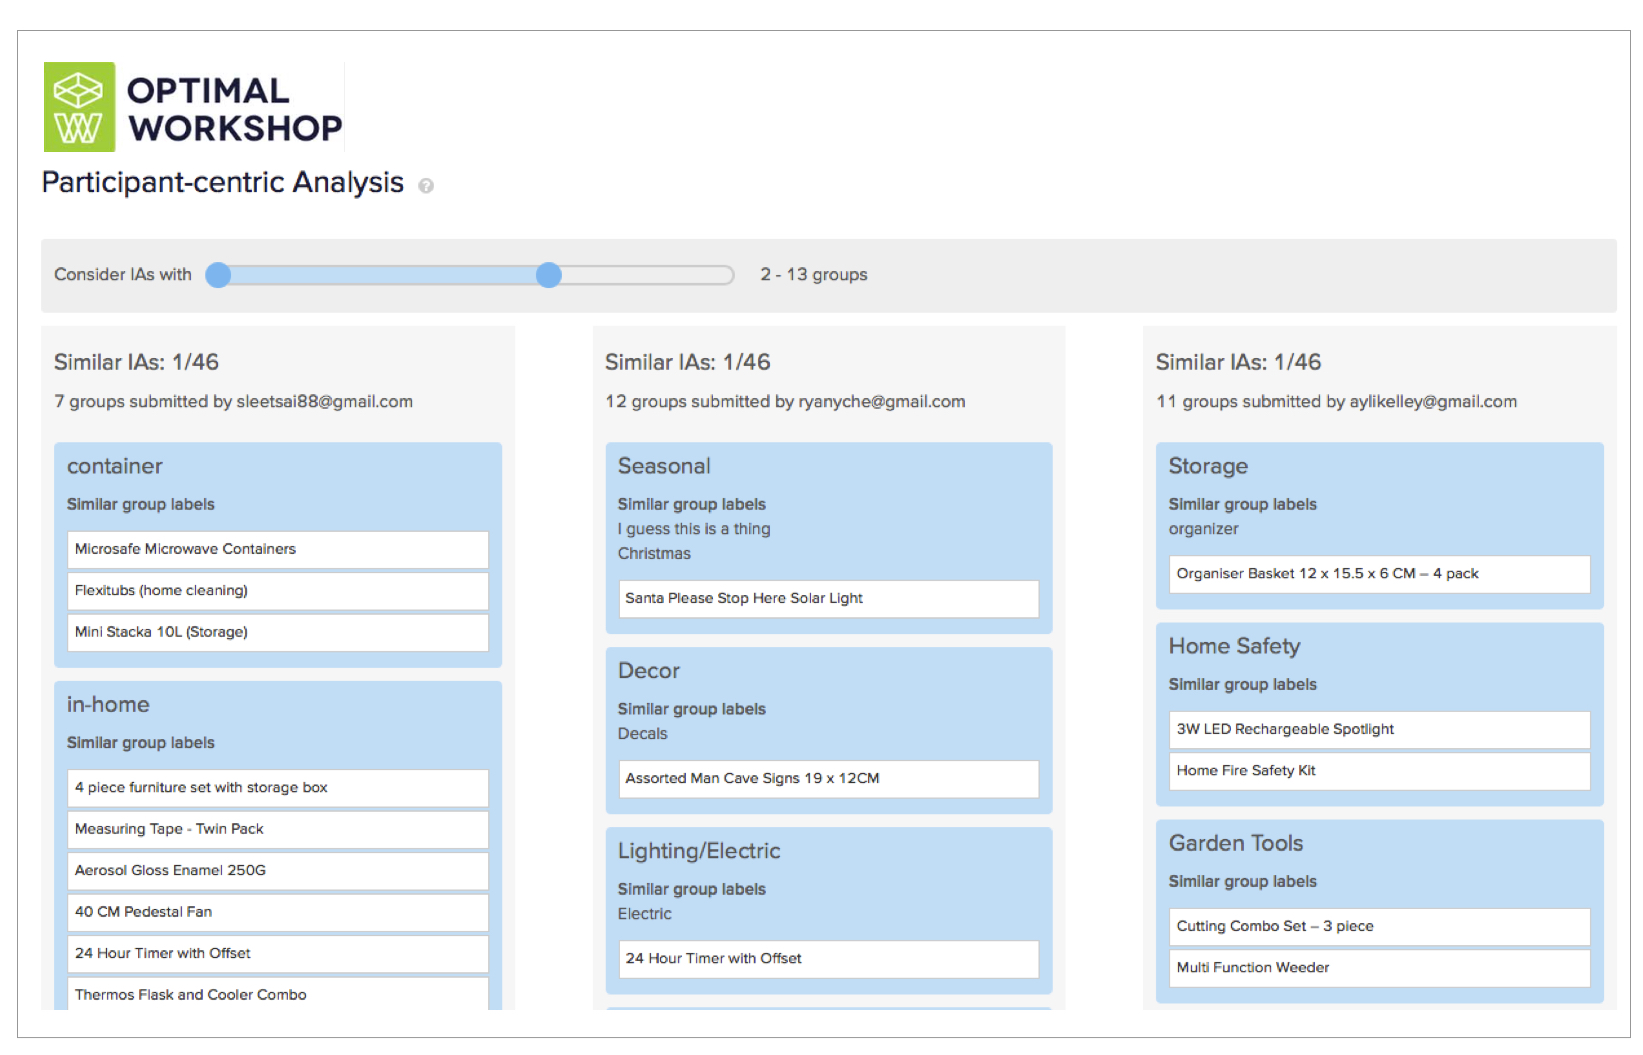 OPTIMAL
WORKSHOP
Participant-centric Analysis ?
Consider IAs with
2 - 13 groups
Similar IAs: 1/46
7 groups submitted by sleetsai88@gmail.com
container
Similar group labels
Microsafe Microwave Containers
Flexitubs (home cleaning)
Mini Stacka 10L (Storage)
in-home
Similar group labels
4 piece furniture set with storage box
Measuring Tape - Twin Pack
Aerosol Gloss Enamel 250G
40 CM Pedestal Fan
24 Hour Timer with Offset
Thermos Flask and Cooler Combo
Similar IAs: 1/46
12 groups submitted by ryanyche@gmail.com
Seasonal
Similar group labels
I guess this is a thing
Christmas
Santa Please Stop Here Solar Light
Decor
Similar group labels
Decals
Assorted Man Cave Signs 19 x 12CM
Lighting/Electric
Similar group labels
Electric
24 Hour Timer with Offset
Similar IAs: 1/46
11 groups submitted by aylikelley@gmail.com
Storage
Similar group labels
organizer
Organiser Basket 12 x 15.5 x 6 CM – 4 pack
Home Safety
Similar group labels
3W LED Rechargeable Spotlight
Home Fire Safety Kit
Garden Tools
Similar group labels
Cutting Combo Set – 3 piece
Multi Function Weeder